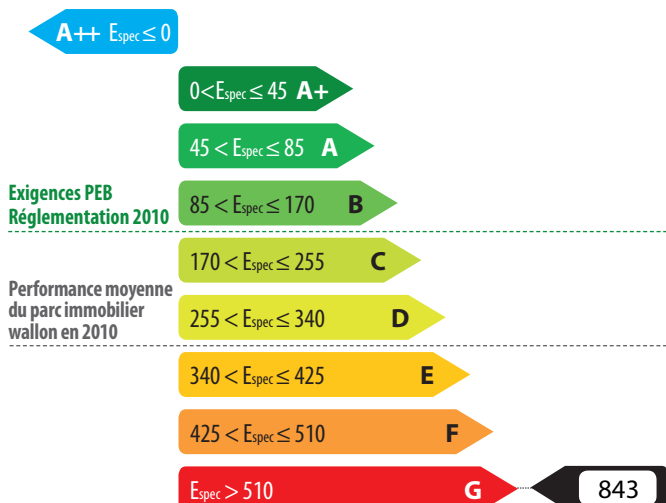 A++ Espec ≤ 0
0<Espec ≤ 45 A+
45 < Espec ≤ 85 A
Exigences PEB
Réglementation 2010
85 < Espec ≤ 170 B
170 < Espec ≤ 255 C
Performance moyenne
du parc immobilier
wallon en 2010
255 < Espec ≤ 340 D
340 < Espec ≤ 425 E
425 < Espec ≤ 510 F
Espec > 510 G
843